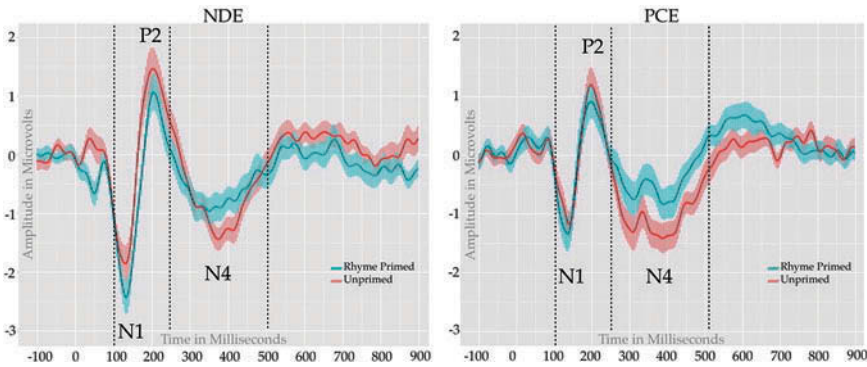 NDE
2
1
0
-1
-2
-3
Amplitude in Microvolts
P2
N1
N4
Rhyme Primed
Unprimed
Time in Milliseconds
-100 0 100 200 300 400 500 600 700 800 900
PCE
2
1
0
-1
-2
-3
Amplitude in Microvolts
P2
N1
N4
Rhyme Primed
Unprimed
Time in Milliseconds
-100 0 100 200 300 400 500 600 700 800 900